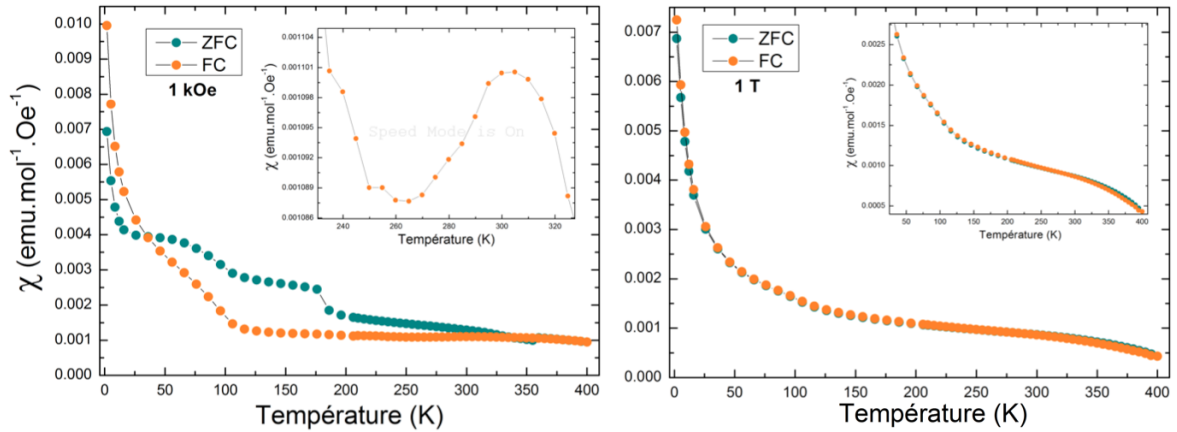 0.010
0.009
0.008
0.007
0.006
0.005
0.004
0.003
0.002
0.001
0.000
χ (emu.mol⁻¹.Oe⁻¹)
0 50 100 150 200 250 300 350 400
Température (K)
ZFC
FC
1 kOe
0.001104
0.001101
0.001098
0.001095
0.001092
0.001089
0.001086
χ (emu.mol⁻¹.Oe⁻¹)
Speed Mode is On
240 260 280 300 320
Température (K)
0.007
0.006
0.005
0.004
0.003
0.002
0.001
0.000
χ (emu.mol⁻¹.Oe⁻¹)
0 50 100 150 200 250 300 350 400
Température (K)
ZFC
FC
1 T
0.0025
0.0020
0.0015
0.0010
0.0005
χ (emu.mol⁻¹.Oe⁻¹)
50 100 150 200 250 300 350 400
Température (K)